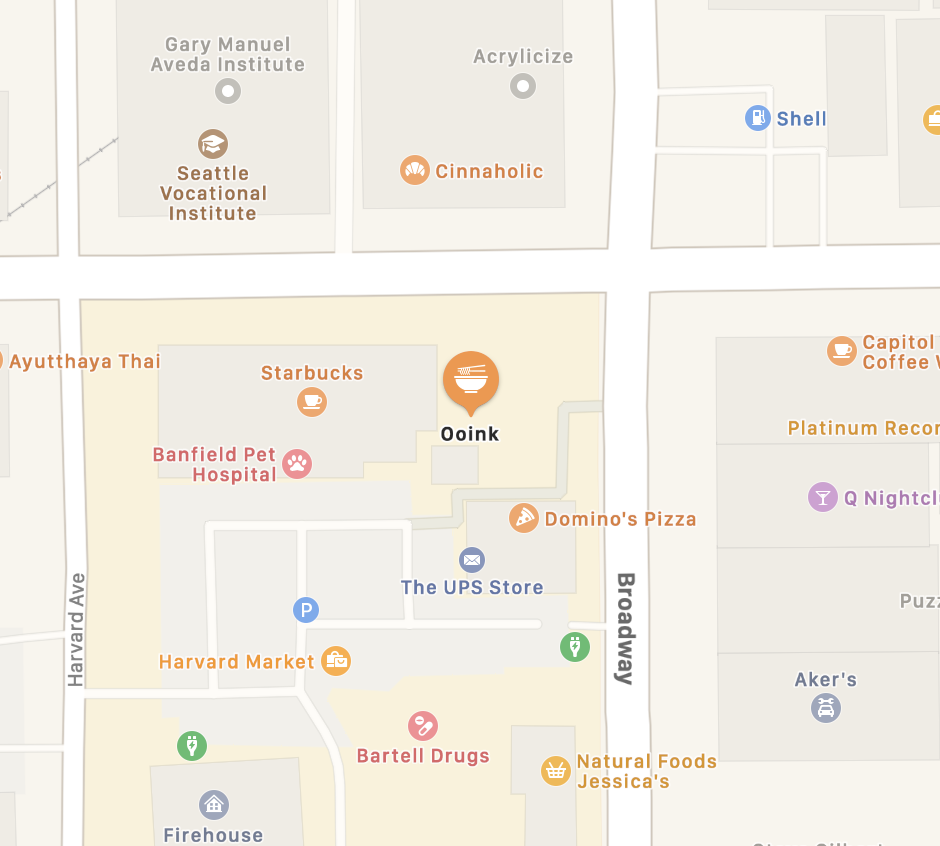 Gary Manuel
Aveda Institute
Acrylicize
Shell
Cinnaholic
Seattle
Vocational
Institute
Ayutthaya Thai
Starbucks
Capitol
Coffee
Ooink
Platinum
Banfield Pet
Hospital
Q
Domino's Pizza
The UPS Store
Harvard Ave
Broadway
P
Harvard Market
Aker's
Bartell Drugs
Natural Foods
Jessica's
Firehouse